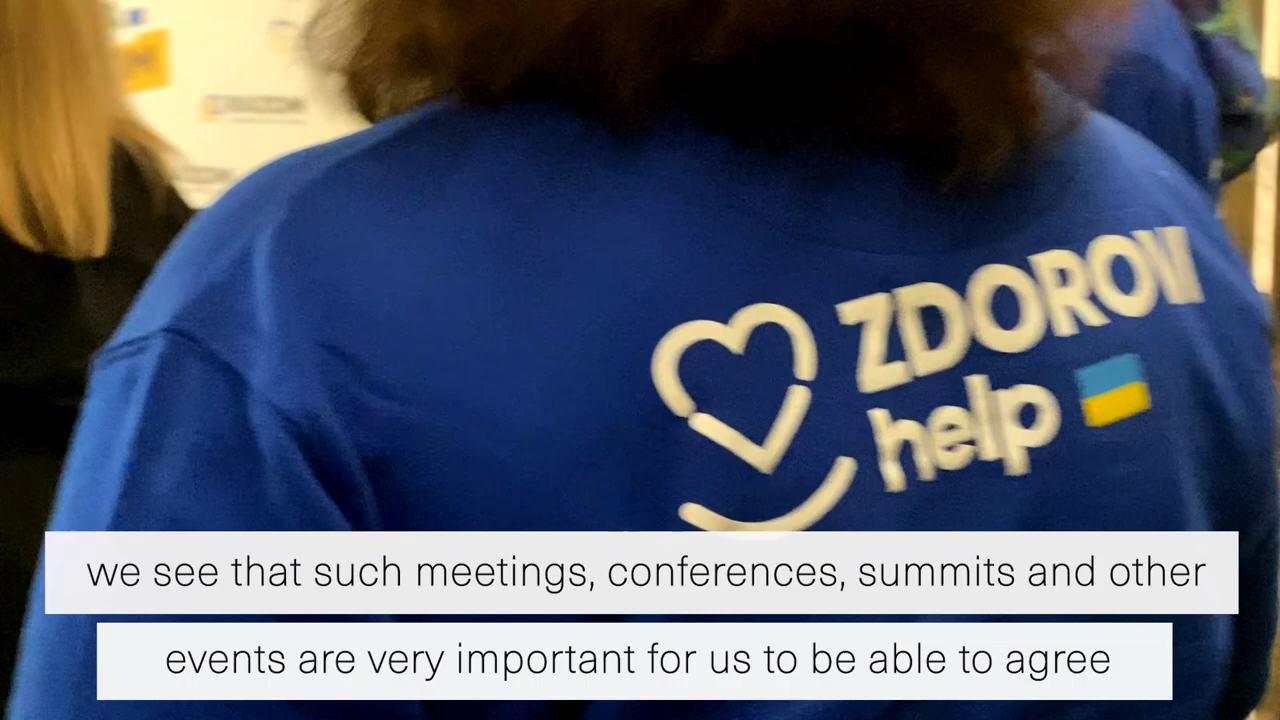 ZDOROVI
help
we see that such meetings, conferences, summits and other
events are very important for us to be able to agree